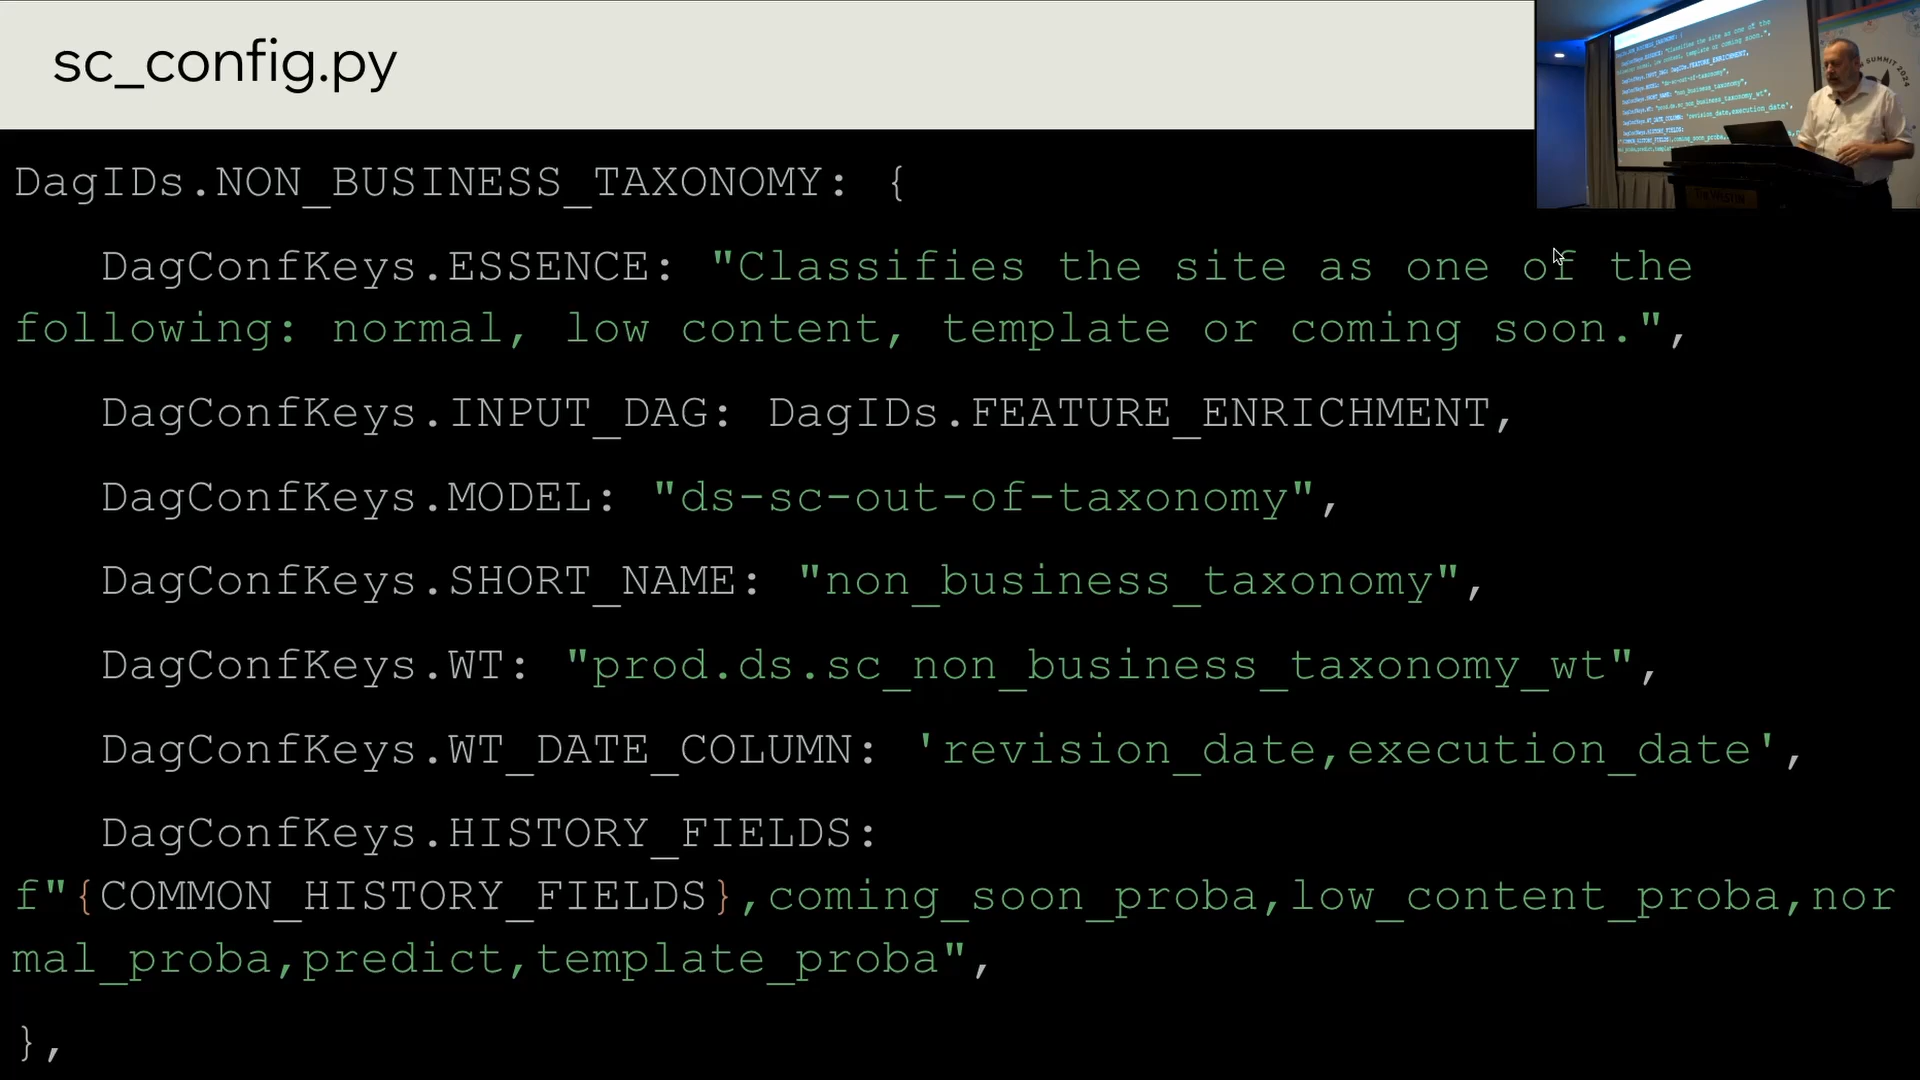 sc_config.py
DagIDs.NON_BUSINESS_TAXONOMY: {
DagConfKeys.ESSENCE: "Classifies the site as one of the
following: normal, low content, template or coming soon.",
DagConfKeys.INPUT_DAG: DagIDs.FEATURE_ENRICHMENT,
DagConfKeys.MODEL: "ds-sc-out-of-taxonomy",
DagConfKeys.SHORT_NAME: "non_business_taxonomy",
DagConfKeys.WT: "prod.ds.sc_non_business_taxonomy_wt",
DagConfKeys.WT_DATE_COLUMN: 'revision_date,execution_date',
DagConfKeys.HISTORY_FIELDS:
f"{COMMON_HISTORY_FIELDS},coming_soon_proba,low_content_proba,nor
mal_proba,predict,template_proba",
},
SUMMIT 2024